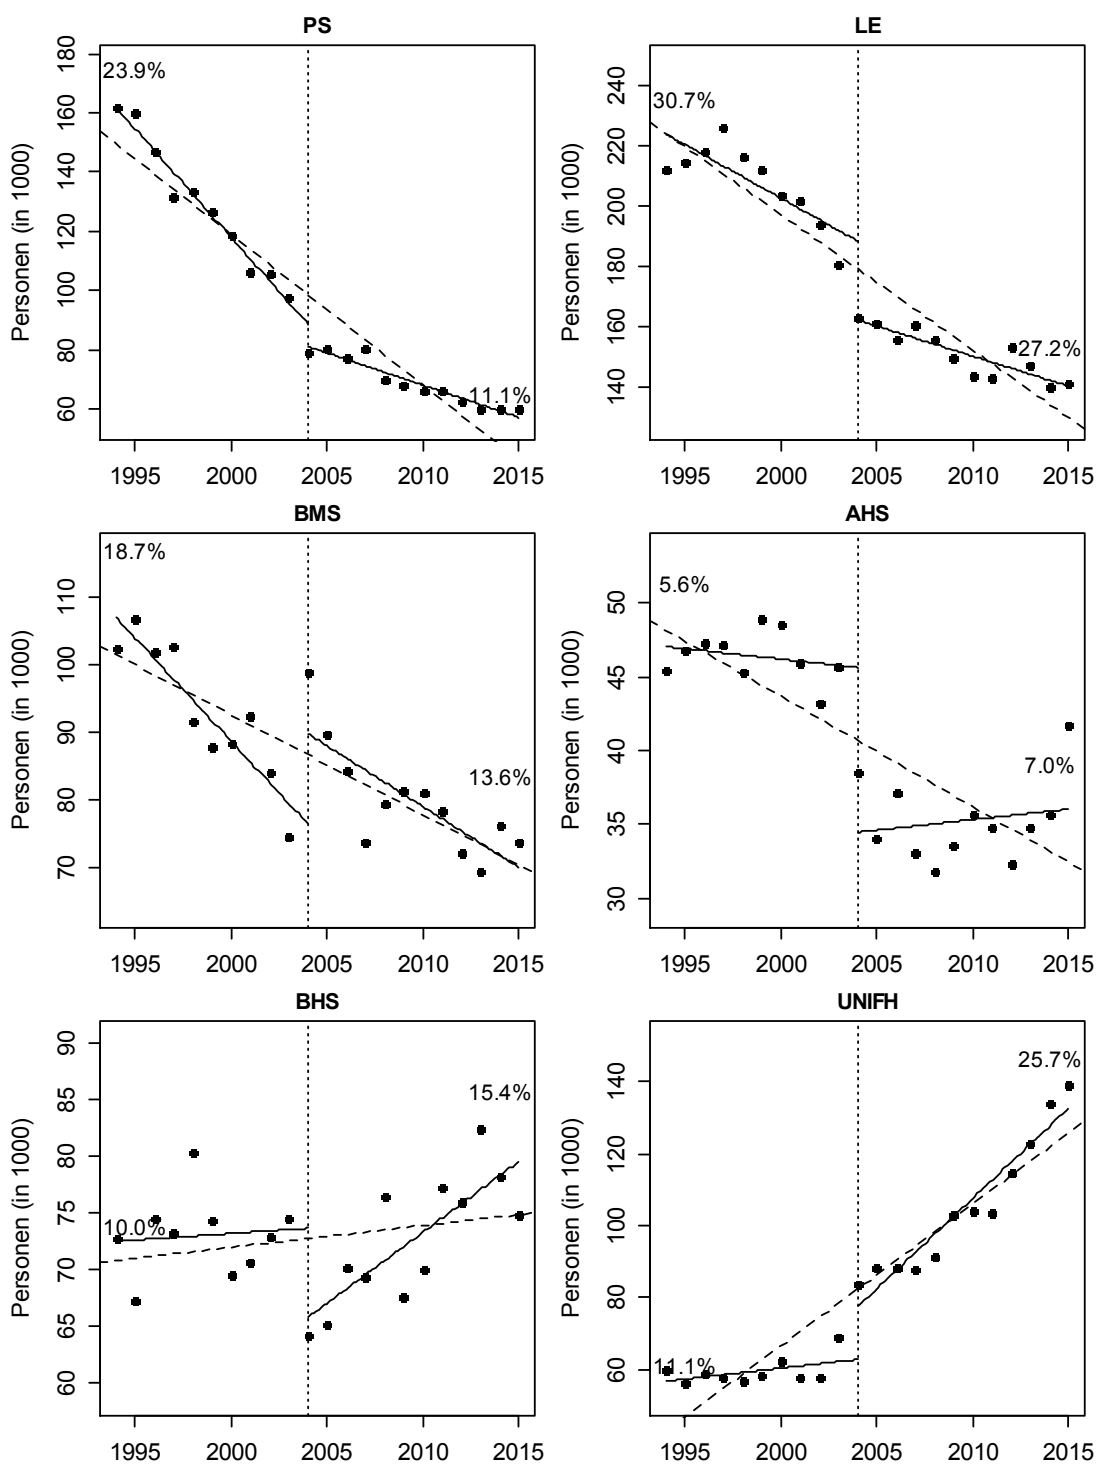 PS
Personen (in 1000)
180
160
140
120
100
80
60
23.9%
11.1%
1995 2000 2005 2010 2015
LE
Personen (in 1000)
240
220
200
180
160
140
30.7%
27.2%
1995 2000 2005 2010 2015
BMS
Personen (in 1000)
110
100
90
80
70
18.7%
13.6%
1995 2000 2005 2010 2015
AHS
Personen (in 1000)
50
45
40
35
30
5.6%
7.0%
1995 2000 2005 2010 2015
BHS
Personen (in 1000)
90
85
80
75
70
65
60
15.4%
10.0%
1995 2000 2005 2010 2015
UNIFH
Personen (in 1000)
140
120
100
80
60
25.7%
11.1%
1995 2000 2005 2010 2015